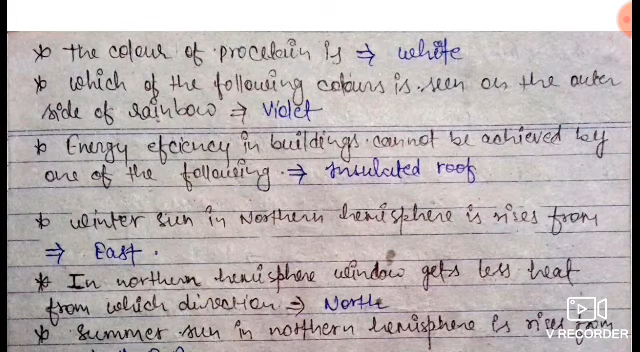 * the colour of procelain is ⇒ white
* which of the following colours is seen on the outer
side of rainbow ⇒ Violet
* Energy efciency in buildings cannot be achieved by
one of the following. ⇒ Insulated roof
* winter sun in Northern hemisphere is rises from
⇒ East.
* In northern hemisphere window gets less heat
from which direction ⇒ North
* Summer sun in northern hemisphere is rises from
V RECORDER